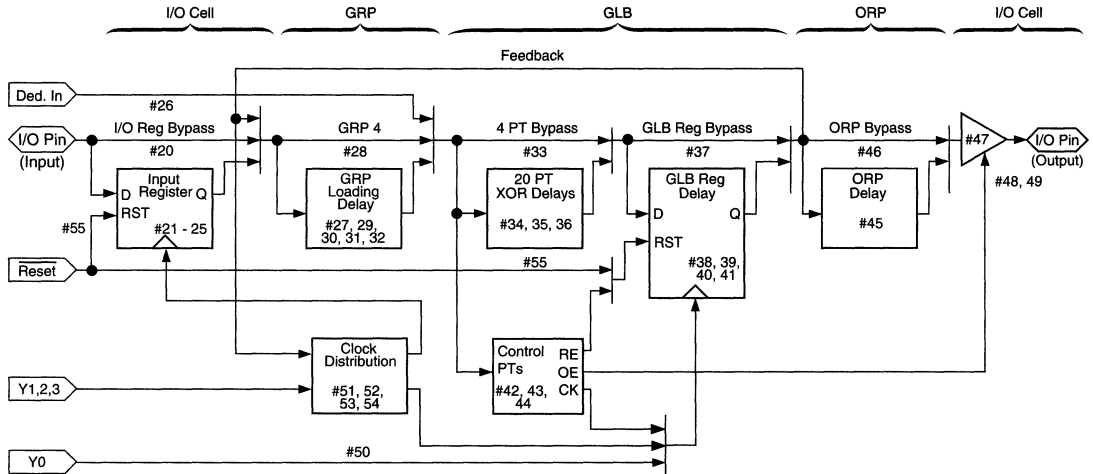 I/O Cell
GRP
GLB
ORP
I/O Cell
Feedback
Ded. In
#26
I/O Pin
(Input)
I/O Reg Bypass
#20
GRP 4
#28
4 PT Bypass
#33
GLB Reg Bypass
#37
ORP Bypass
#46
#47
I/O Pin
(Output)
#48, 49
Input
Register
D
Q
RST
#21 - 25
#55
GRP
Loading
Delay
#27, 29,
30, 31, 32
20 PT
XOR Delays
#34, 35, 36
GLB Reg
Delay
D
Q
RST
#38, 39,
40, 41
ORP
Delay
#45
Reset
#55
Clock
Distribution
#51, 52,
53, 54
Control
PTs
RE
OE
CK
#42, 43,
44
Y1,2,3
Y0
#50